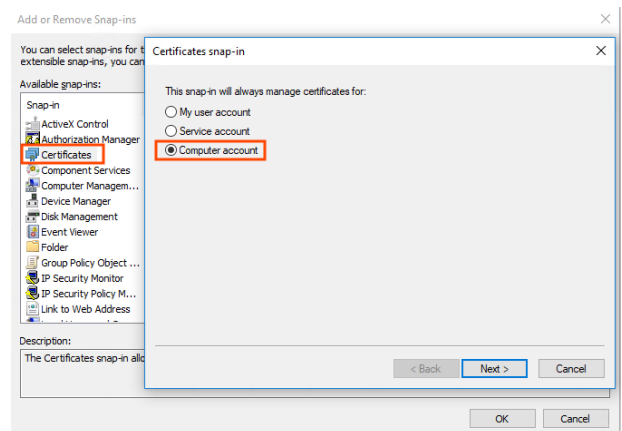 Add or Remove Snap-ins
You can select snap-ins for t
extensible snap-ins, you can
Available snap-ins:
Snap-in
ActiveX Control
Authorization Manager
Certificates
Component Services
Computer Managem...
Device Manager
Disk Management
Event Viewer
Folder
Group Policy Object ...
IP Security Monitor
IP Security Policy M...
Link to Web Address
Description:
The Certificates snap-in allo
Certificates snap-in
This snap-in will always manage certificates for:
My user account
Service account
Computer account
< Back
Next >
Cancel
OK
Cancel